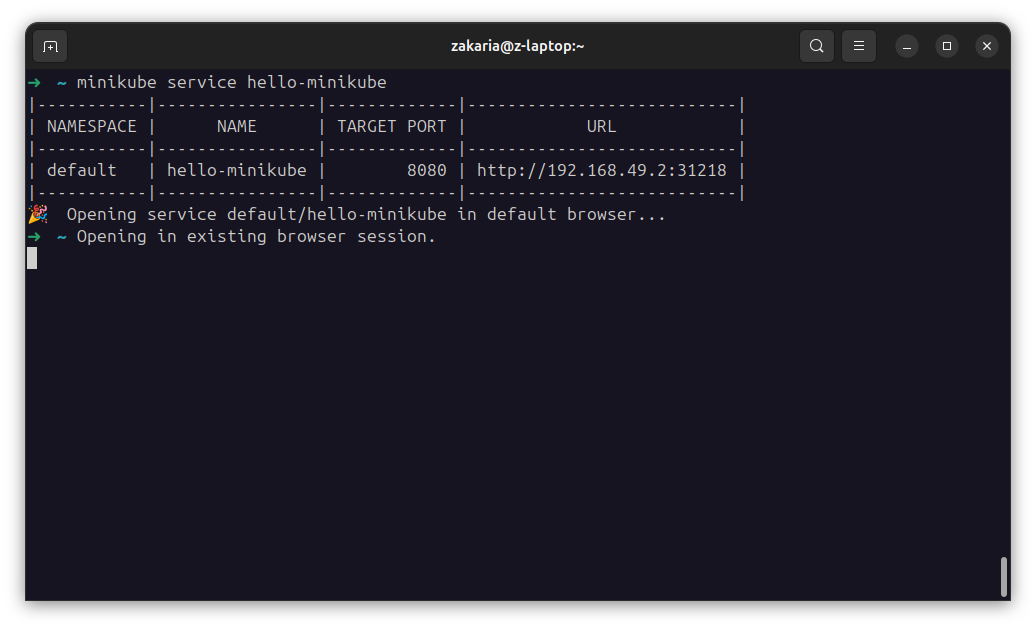 zakaria@z-laptop:~
➜ ~ minikube service hello-minikube
|-----------|----------------|-------------|---------------------------|
| NAMESPACE |      NAME      | TARGET PORT |            URL            |
|-----------|----------------|-------------|---------------------------|
| default   | hello-minikube |        8080 | http://192.168.49.2:31218 |
|-----------|----------------|-------------|---------------------------|
🎉  Opening service default/hello-minikube in default browser...
➜ ~ Opening in existing browser session.